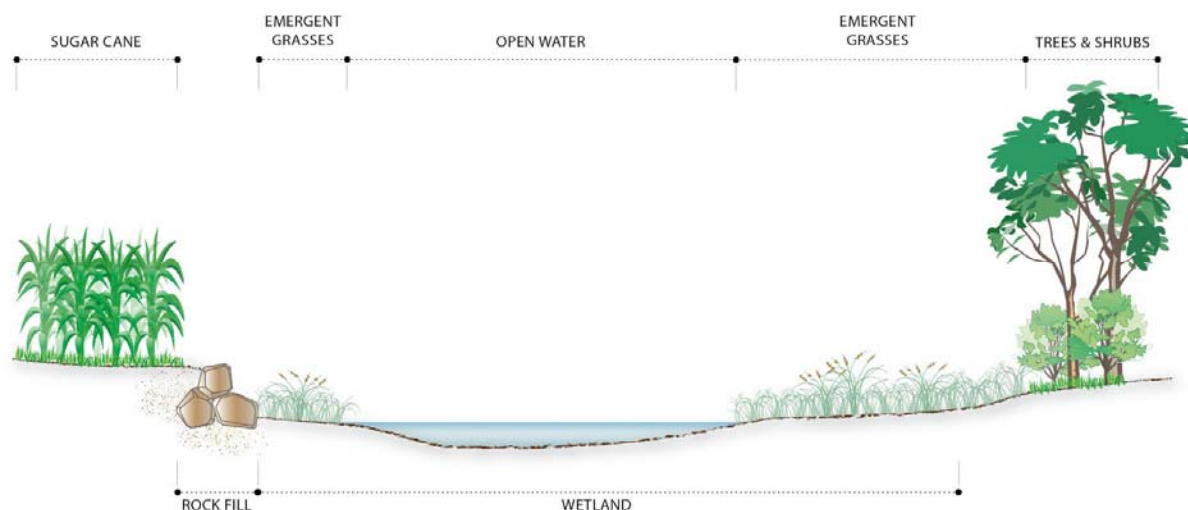 SUGAR CANE
EMERGENT
GRASSES
OPEN WATER
EMERGENT
GRASSES
TREES & SHRUBS
ROCK FILL
WETLAND